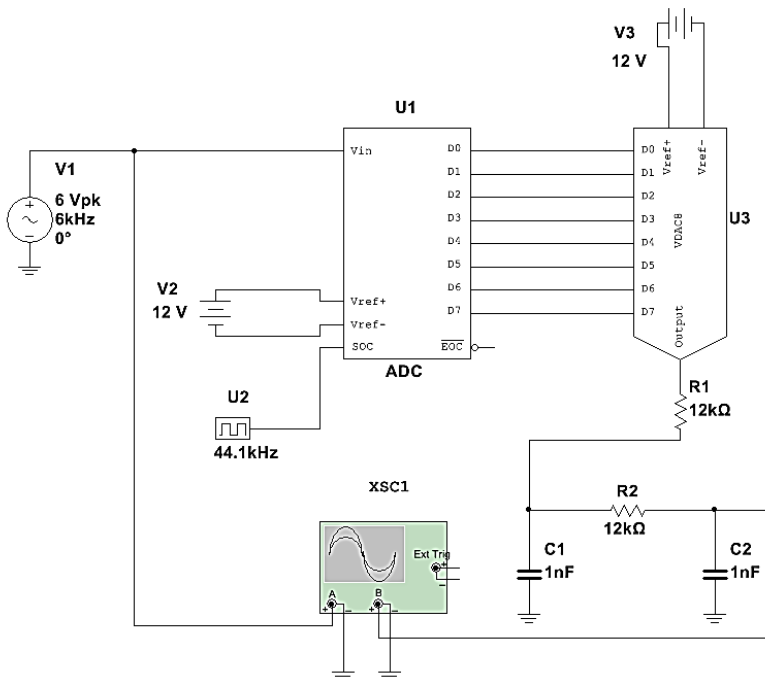 V3
12 V
U1
V1
6 Vpk
6kHz
0°
Vin
D0
D1
D2
D3
D4
D5
D6
D7
Vref+
Vref-
SOC
EOC
ADC
V2
12 V
U2
44.1kHz
D0
D1
D2
D3
D4
D5
D6
D7
Vref+
Vref-
VDAC8
Output
U3
R1
12kΩ
R2
12kΩ
C1
1nF
C2
1nF
XSC1
Ext Trig
+
-
A
B
+
-
+
-